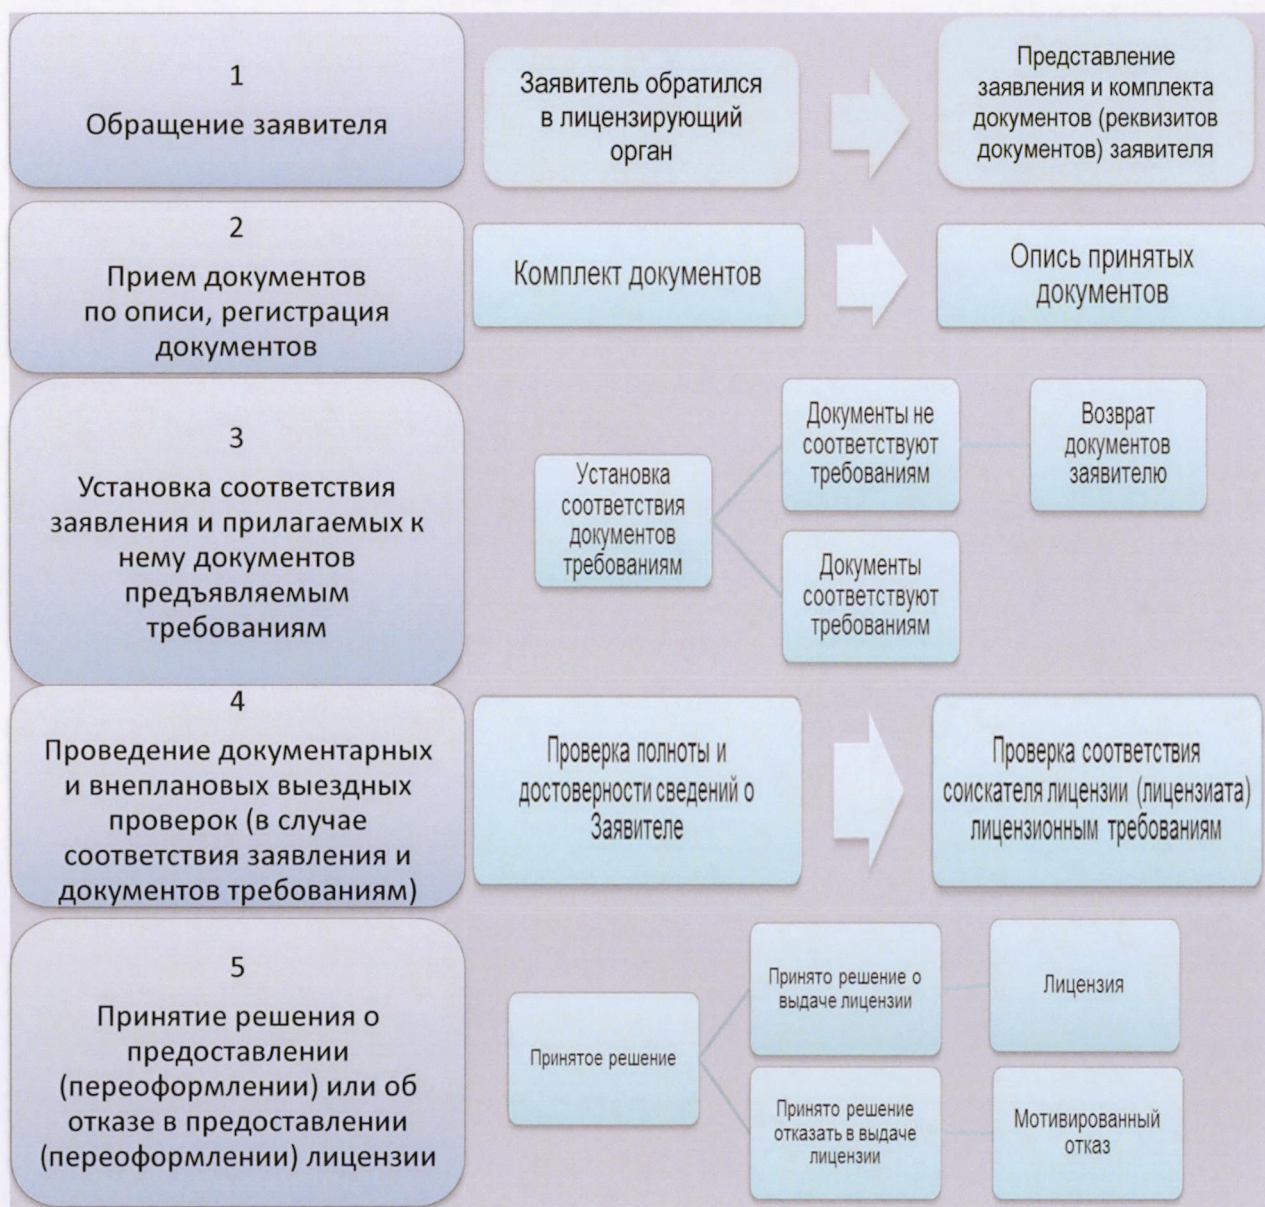 1
Обращение заявителя
Заявитель обратился
в лицензирующий
орган
Представление
заявления и комплекта
документов (реквизитов
документов) заявителя
2
Прием документов
по описи, регистрация
документов
Комплект документов
Опись принятых
документов
3
Установка соответствия
заявления и прилагаемых к
нему документов
предъявляемым
требованиям
Установка
соответствия
документов
требованиям
Документы не
соответствуют
требованиям
Возврат
документов
заявителю
Документы
соответствуют
требованиям
4
Проведение документарных
и внеплановых выездных
проверок (в случае
соответствия заявления и
документов требованиям)
Проверка полноты и
достоверности сведений о
Заявителе
Проверка соответствия
соискателя лицензии (лицензиата)
лицензионным требованиям
5
Принятие решения о
предоставлении
(переоформлении) или об
отказе в предоставлении
(переоформлении) лицензии
Принятое решение
Принято решение о
выдаче лицензии
Лицензия
Принято решение
отказать в выдаче
лицензии
Мотивированный
отказ